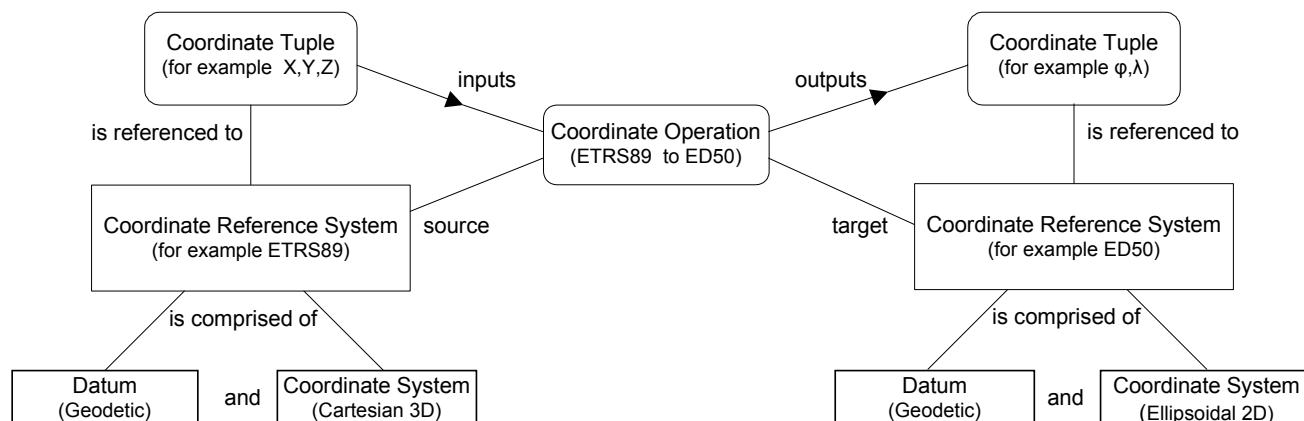 Coordinate Tuple
(for example X,Y,Z)
inputs
outputs
Coordinate Tuple
(for example φ,λ)
is referenced to
Coordinate Operation
(ETRS89 to ED50)
is referenced to
Coordinate Reference System
(for example ETRS89)
source
target
Coordinate Reference System
(for example ED50)
is comprised of
is comprised of
Datum
(Geodetic)
and
Coordinate System
(Cartesian 3D)
Datum
(Geodetic)
and
Coordinate System
(Ellipsoidal 2D)